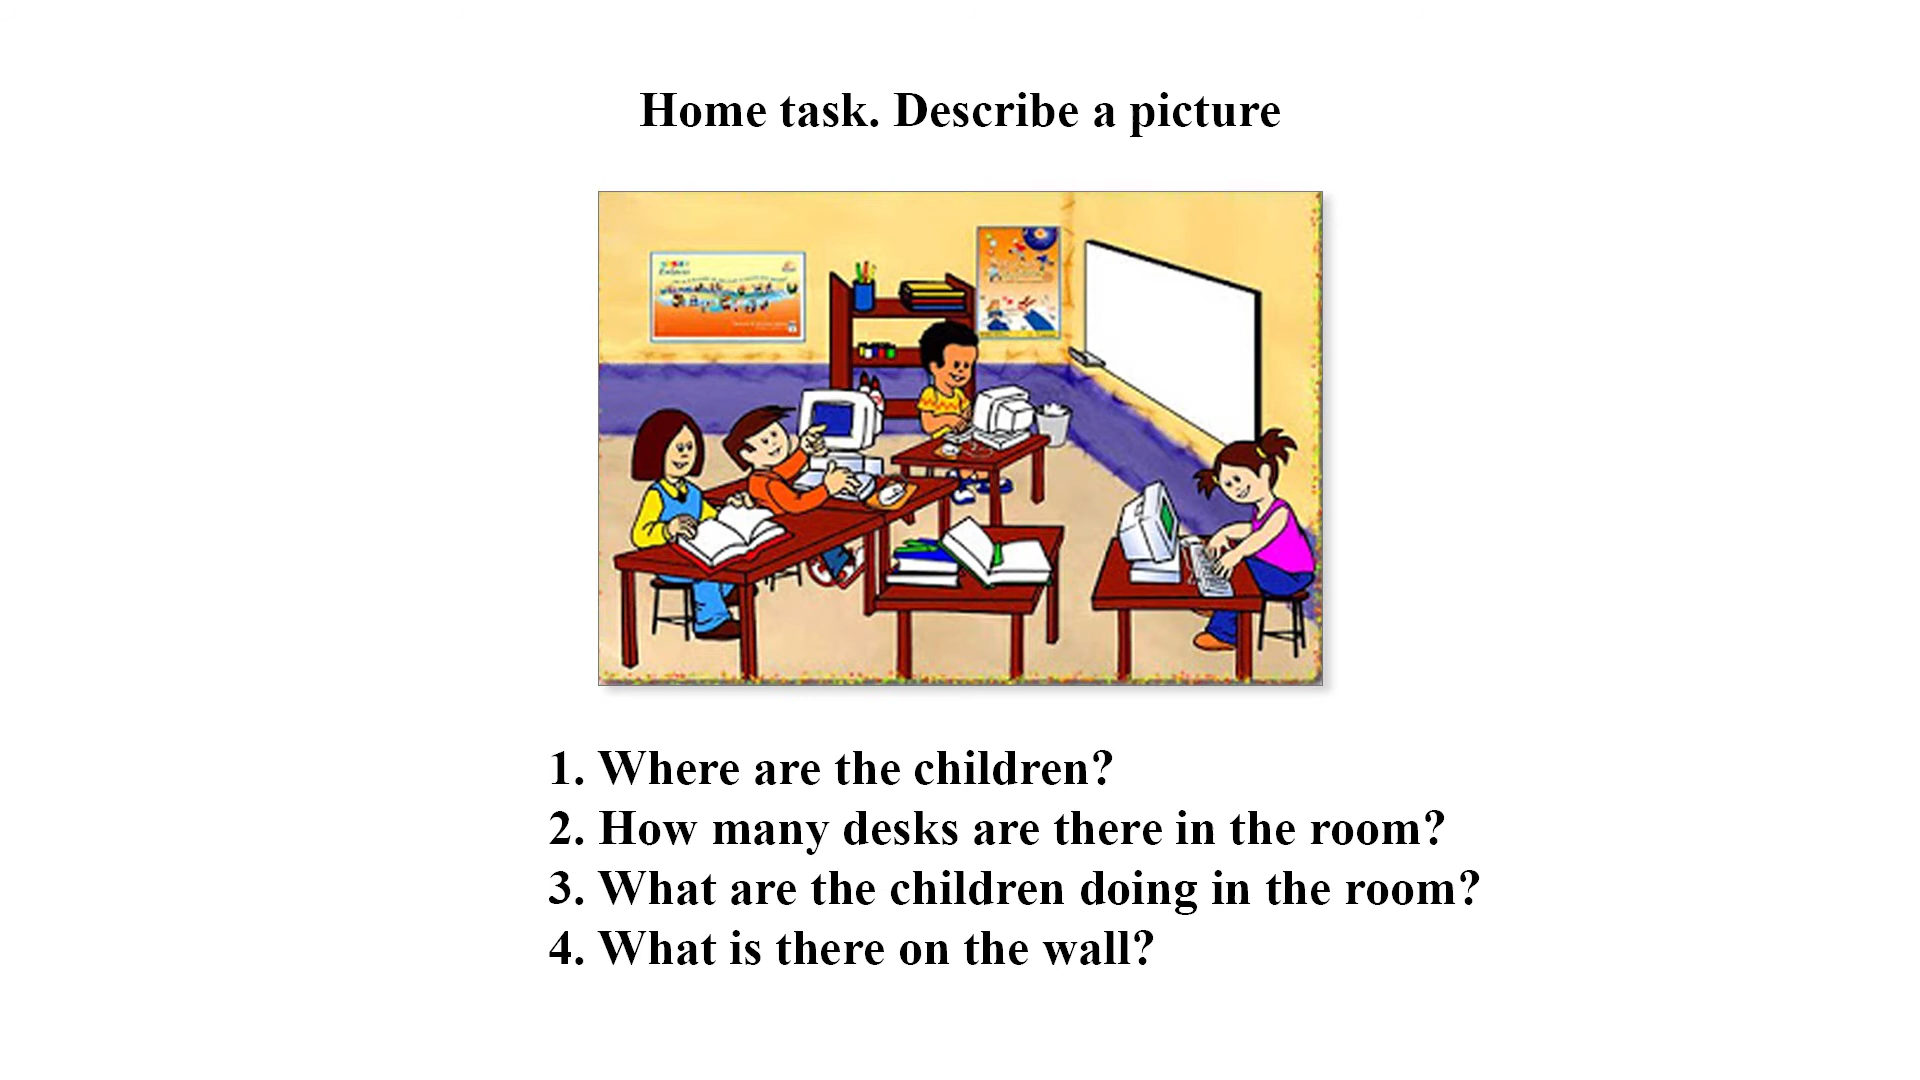 Home task. Describe a picture
1. Where are the children?
2. How many desks are there in the room?
3. What are the children doing in the room?
4. What is there on the wall?